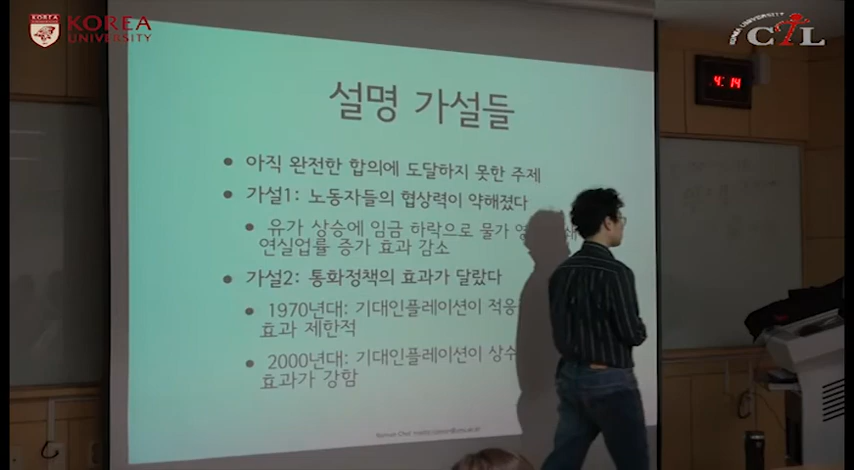 KOREA
UNIVERSITY
KOREA UNIVERSITY
CTL
4:14
설명 가설들
• 아직 완전한 합의에 도달하지 못한 주제
• 가설1: 노동자들의 협상력이 약해졌다
• 유가 상승에 임금 하락으로 물가
연실업률 증가 효과 감소
• 가설2: 통화정책의 효과가 달랐다
• 1970년대: 기대인플레이션이 적응
효과 제한적
• 2000년대: 기대인플레이션이 상수
효과가 강함